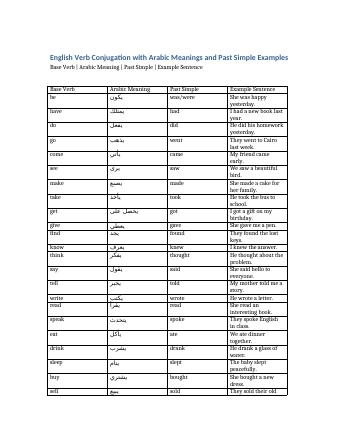 English Verb Conjugation with Arabic Meanings and Past Simple Examples
Base Verb | Arabic Meaning | Past Simple | Example Sentence
Base Verb Arabic Meaning Past Simple Example Sentence
be يكون was/were She was happy
yesterday.
have يمتلك had I had a new book last
year.
do يفعل did He did his homework
yesterday.
go يذهب went They went to Cairo
last week.
come يأتي came My friend came
early.
see يرى saw We saw a beautiful
bird.
make يصنع made She made a cake for
her family.
take يأخذ took He took the bus to
school.
get يحصل على got I got a gift on my
birthday.
give يعطي gave She gave me a pen.
find يجد found They found the lost
keys.
know يعرف knew I knew the answer.
think يفكر thought He thought about the
problem.
say يقول said She said hello to
everyone.
tell يخبر told My mother told me a
story.
write يكتب wrote He wrote a letter.
read يقرأ read She read an
interesting book.
speak يتحدث spoke They spoke English
in class.
eat يأكل ate We ate dinner
together.
drink يشرب drank He drank a glass of
water.
sleep ينام slept The baby slept
peacefully.
buy يشتري bought She bought a new
dress.
sell يبيع sold They sold their old